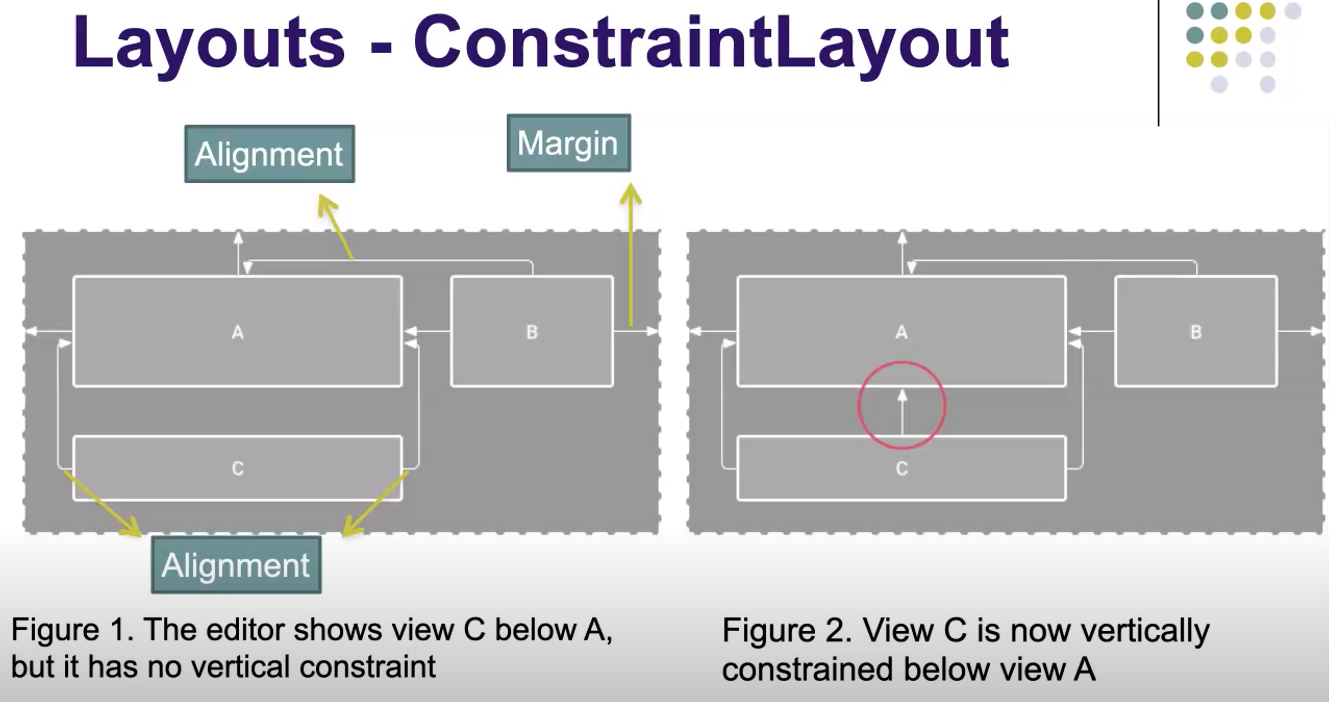 Layouts - ConstraintLayout
Alignment
Margin
A
B
C
A
B
C
Alignment
Figure 1. The editor shows view C below A,
but it has no vertical constraint
Figure 2. View C is now vertically
constrained below view A